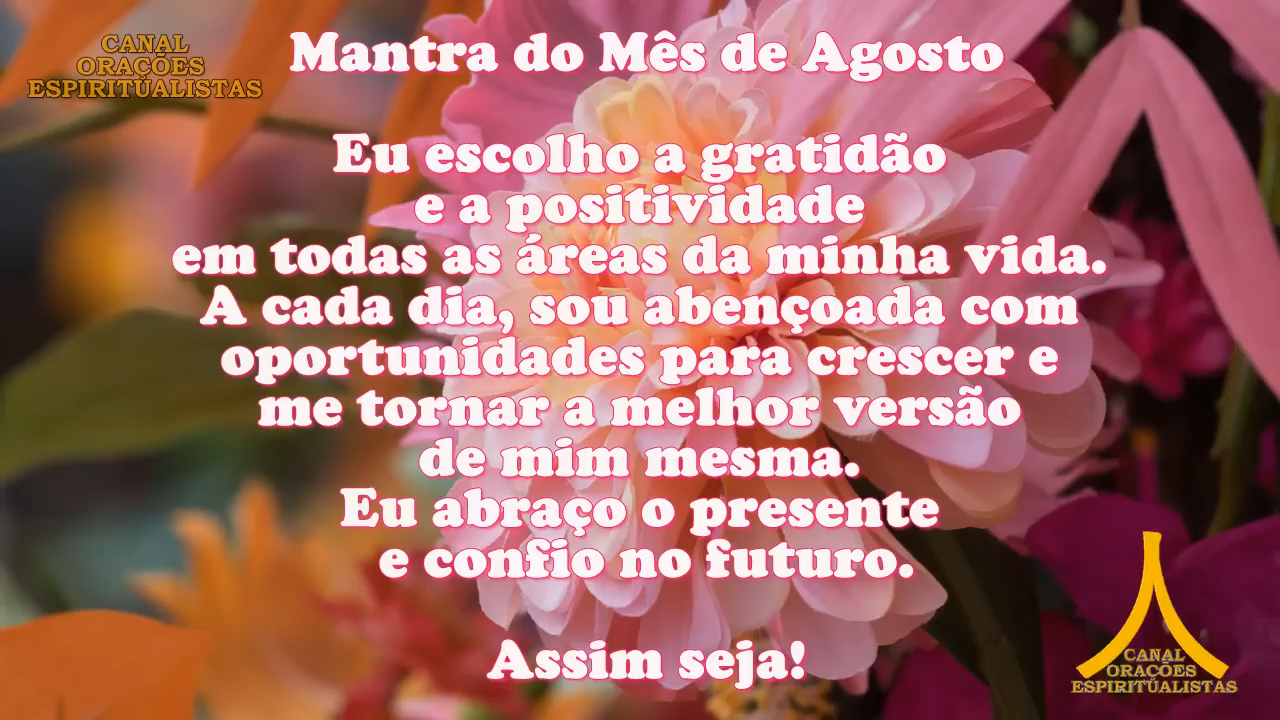 CANAL
ORAÇÕES
ESPIRITUALISTAS
Mantra do Mês de Agosto
Eu escolho a gratidão
e a positividade
em todas as áreas da minha vida.
A cada dia, sou abençoada com
oportunidades para crescer e
me tornar a melhor versão
de mim mesma.
Eu abraço o presente
e confio no futuro.
Assim seja!
CANAL
ORAÇÕES
ESPIRITUALISTAS